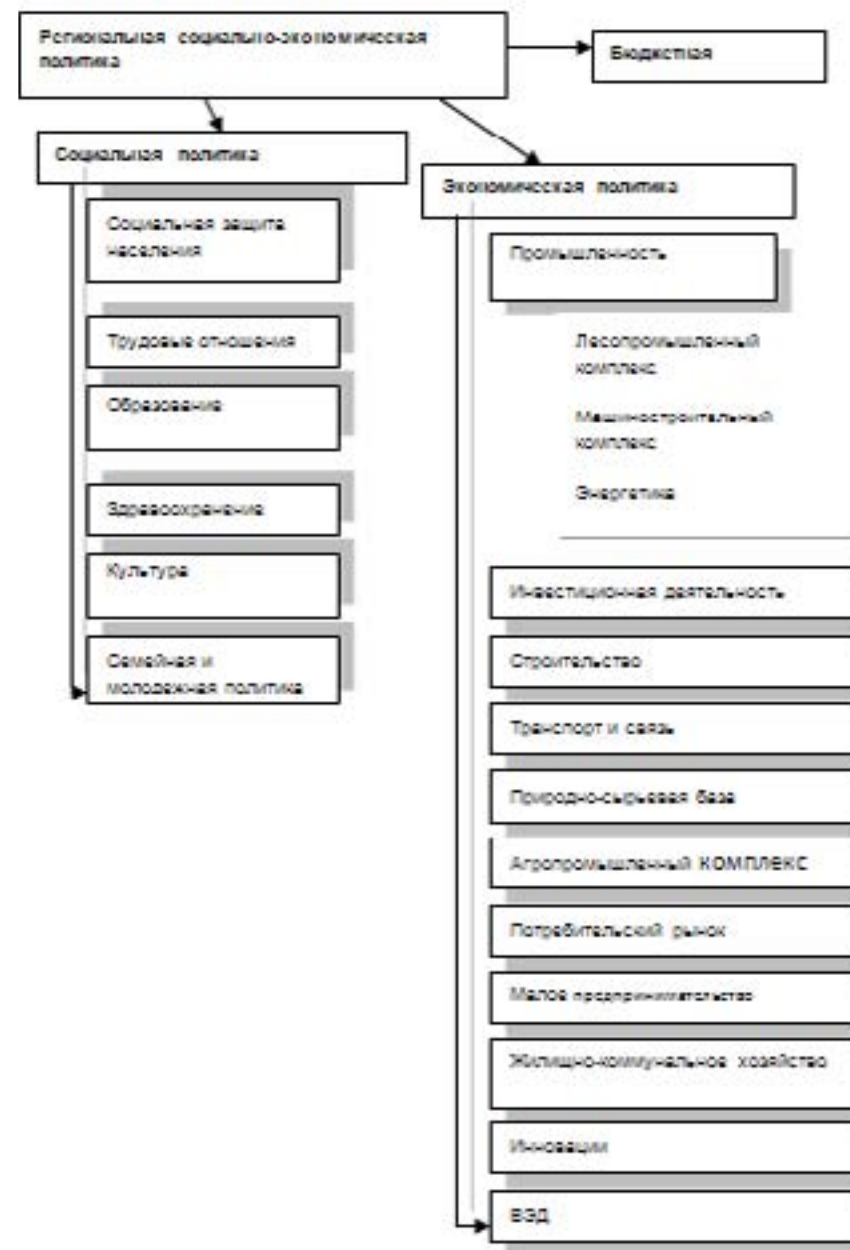 Региональная социально-экономическая
политика
Бюджетная
Социальная политика
Экономическая политика
Социальная защита
населения
Трудовые отношения
Образование
Здравоохранение
Культура
Семейная и
молодежная политика
Промышленность
Лесопромышленный
комплекс
Машиностроительный
комплекс
Энергетика
Инвестиционная деятельность
Строительство
Транспорт и связь
Природно-сырьевая база
Агропромышленный КОМПЛЕКС
Потребительский рынок
Малое предпринимательство
Жилищно-коммунальное хозяйство
Инновации
ВЭД